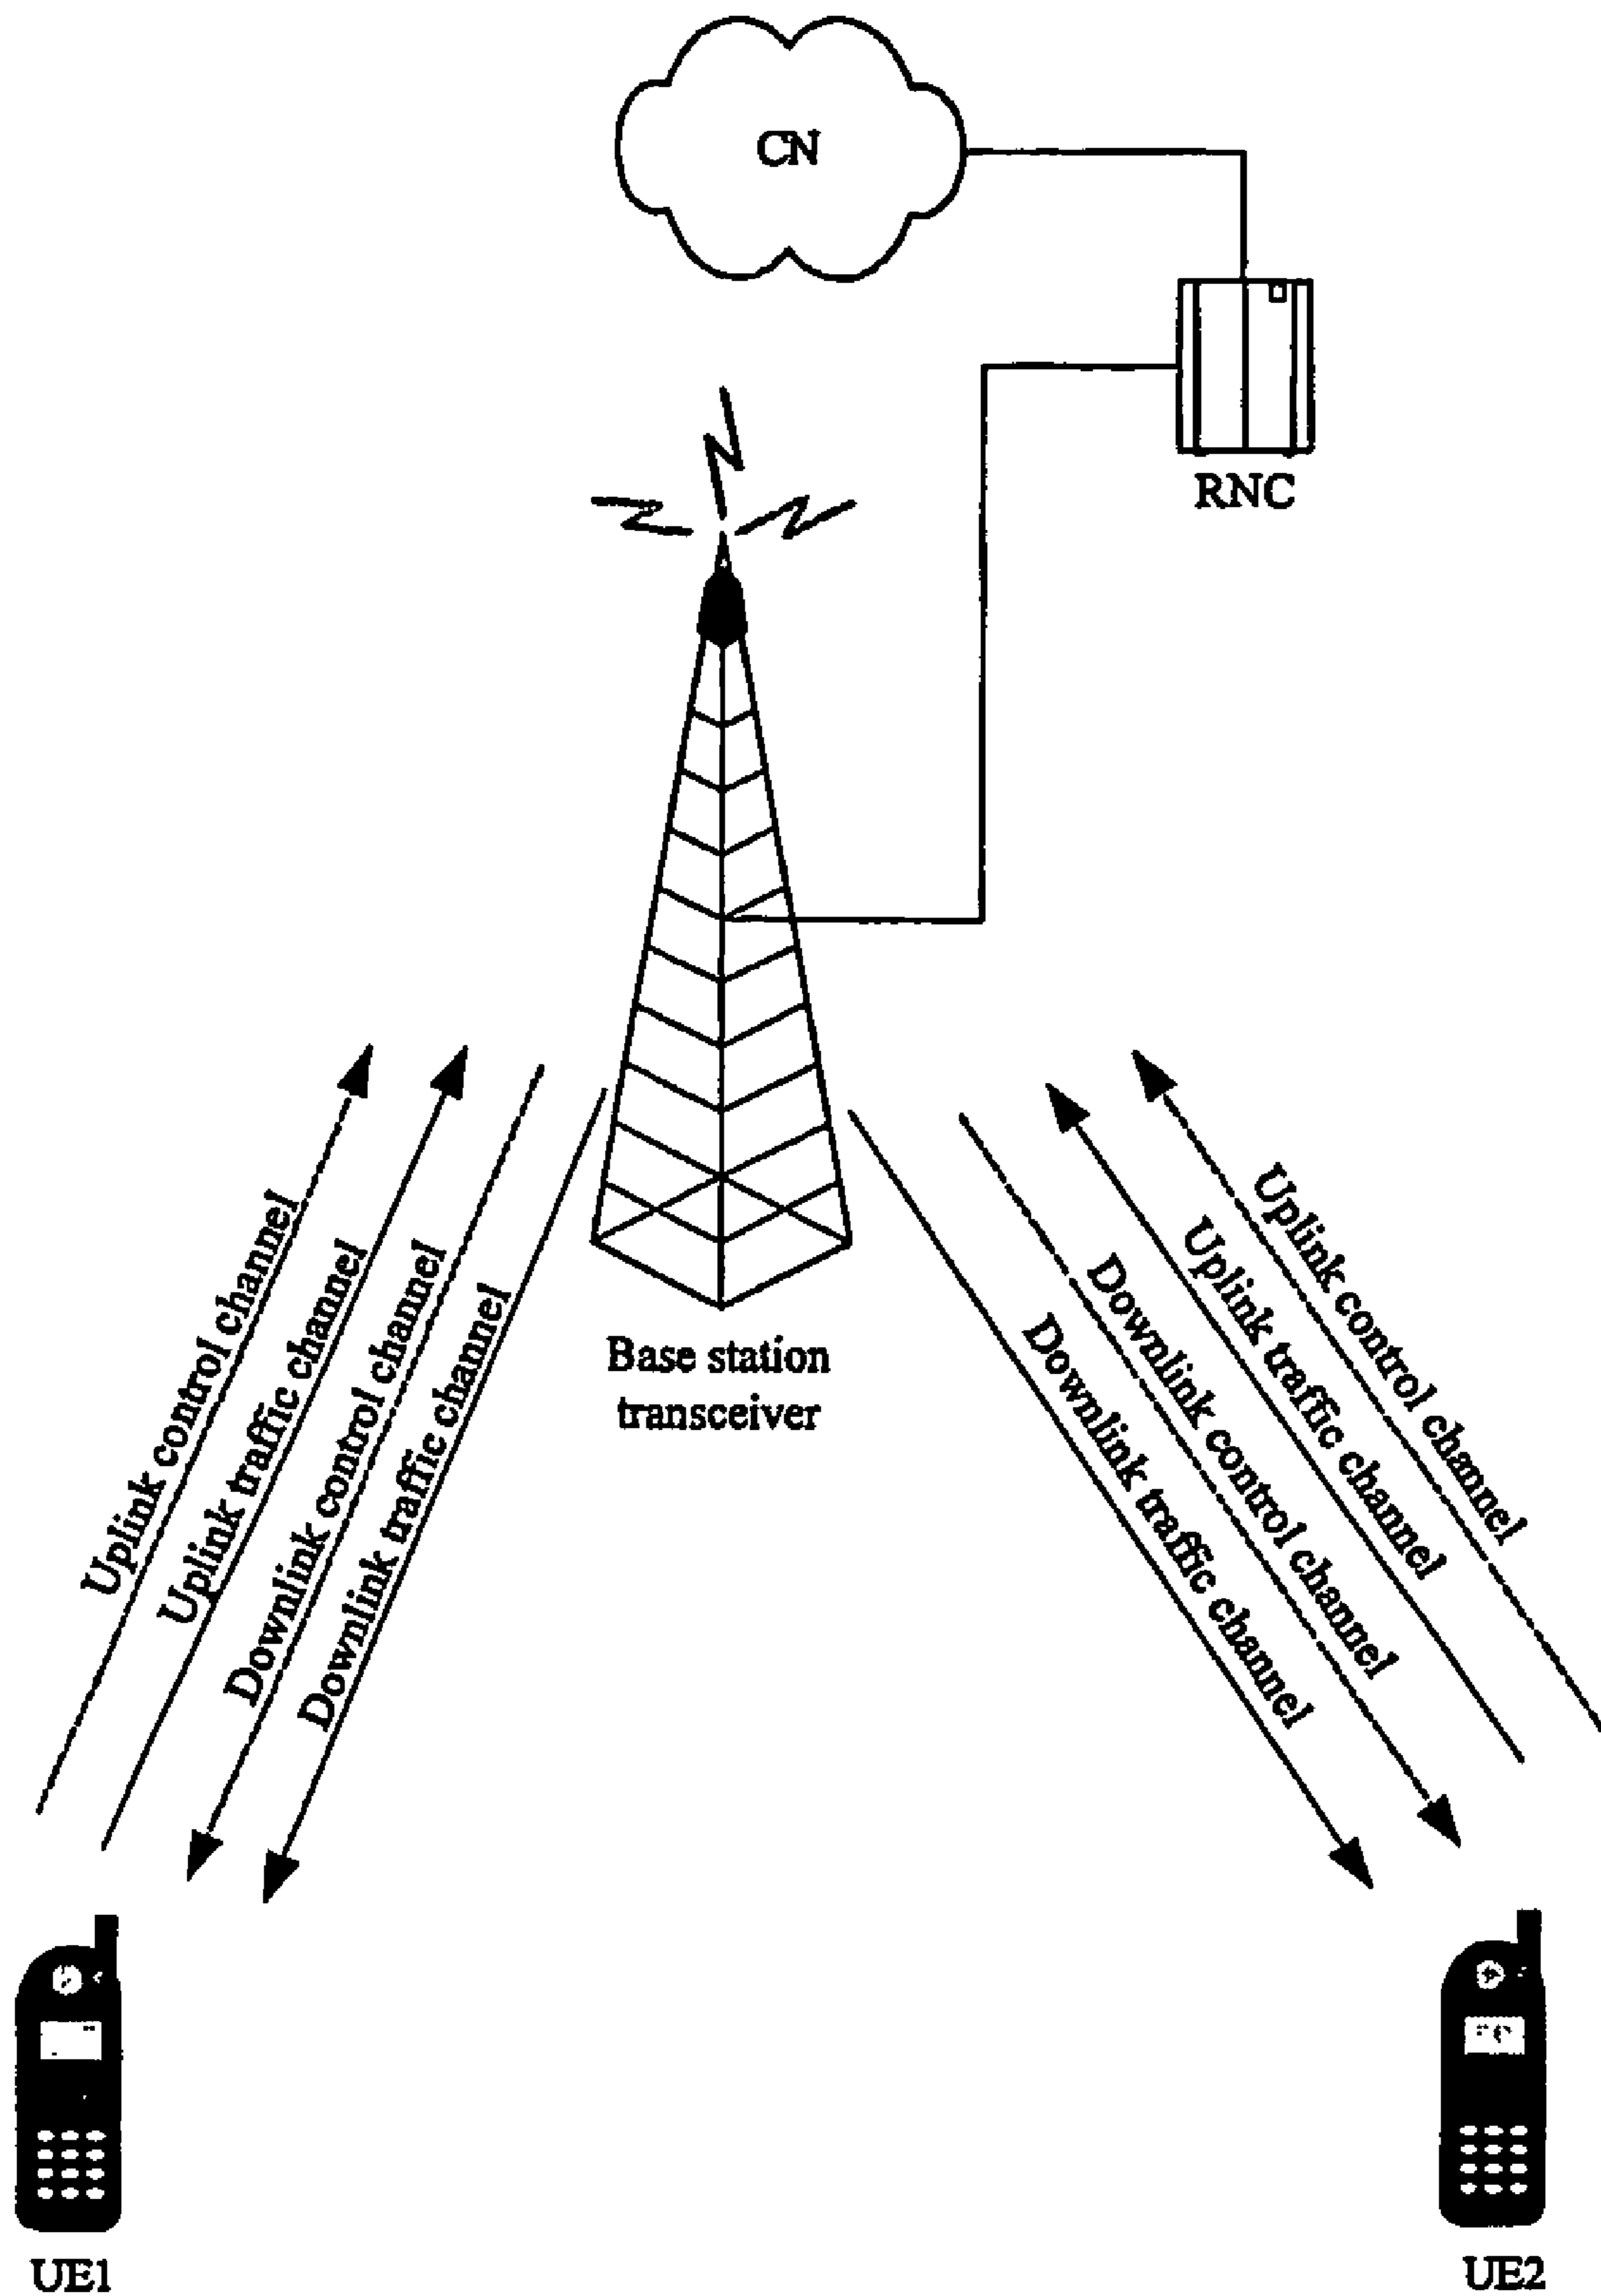 CN
RNC
Base station
transceiver
Uplink control channel
Uplink traffic channel
Downlink control channel
Downlink traffic channel
Downlink traffic channel
Downlink control channel
Uplink traffic channel
Uplink control channel
UE1
UE2